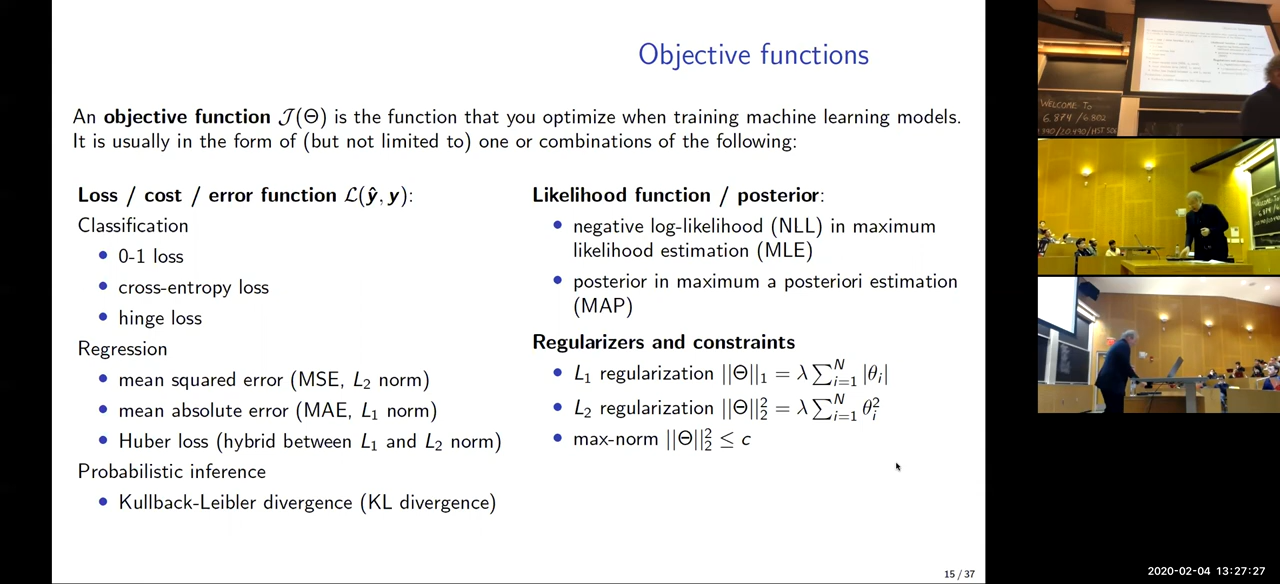 Objective functions
An objective function 𝒥(Θ) is the function that you optimize when training machine learning models.
It is usually in the form of (but not limited to) one or combinations of the following:
Loss / cost / error function ℒ(ŷ, y):
Classification
• 0-1 loss
• cross-entropy loss
• hinge loss
Regression
• mean squared error (MSE, L₂ norm)
• mean absolute error (MAE, L₁ norm)
• Huber loss (hybrid between L₁ and L₂ norm)
Probabilistic inference
• Kullback-Leibler divergence (KL divergence)
Likelihood function / posterior:
• negative log-likelihood (NLL) in maximum
likelihood estimation (MLE)
• posterior in maximum a posteriori estimation
(MAP)
Regularizers and constraints
• L₁ regularization ||Θ||₁ = λ∑ᵢ₌₁ᴺ |θᵢ|
• L₂ regularization ||Θ||₂² = λ∑ᵢ₌₁ᴺ θᵢ²
• max-norm ||Θ||₂² ≤ c
15 / 37
WELCOME TO
6.874 / 6.802
2020-02-04 13:27:27